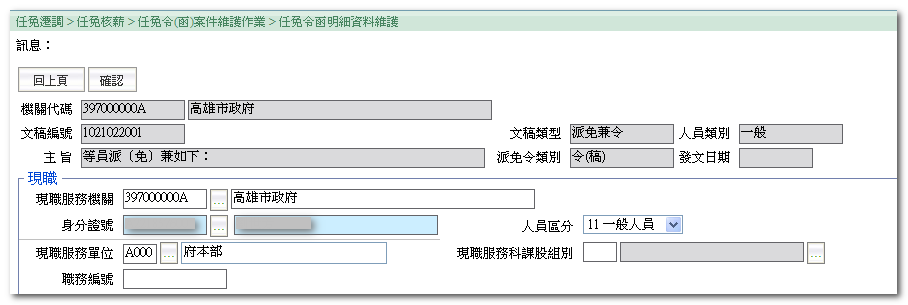 任免遷調 > 任免核薪 > 任免令(函)案件維護作業 > 任免令函明細資料維護
訊息：
回上頁 確認
機關代碼 397000000A 高雄市政府
文稿編號 1021022001 文稿類型 派免兼令 人員類別 一般
主旨 等員派〔免〕兼如下： 派免令類別 令(稿) 發文日期
現職
現職服務機關 397000000A ... 高雄市政府
身分證號 ... 人員區分 11 一般人員
現職服務單位 A000 ... 府本部 現職服務科課股組別 ...
職務編號